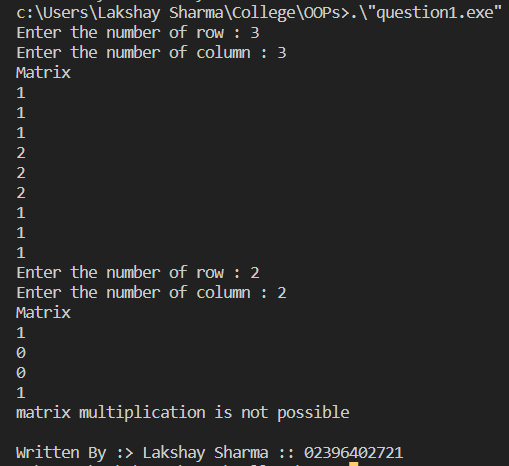 c:\Users\Lakshay Sharma\College\OOPs>.\"question1.exe"
Enter the number of row : 3
Enter the number of column : 3
Matrix
1
1
1
2
2
2
1
1
1
Enter the number of row : 2
Enter the number of column : 2
Matrix
1
0
0
1
matrix multiplication is not possible
Written By :> Lakshay Sharma :: 02396402721